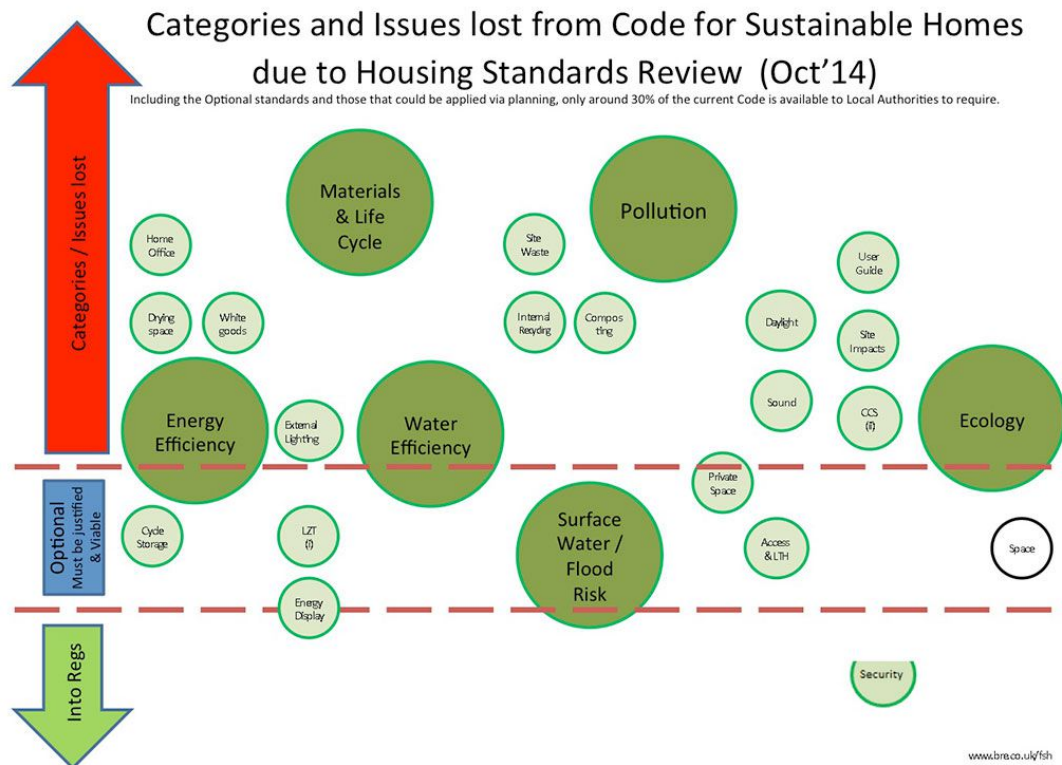 Categories and Issues lost from Code for Sustainable Homes
due to Housing Standards Review (Oct'14)
Including the Optional standards and those that could be applied via planning, only around 30% of the current Code is available to Local Authorities to require.
Categories / Issues lost
Materials
& Life
Cycle
Pollution
Home
Office
Site
Waste
User
Guide
Drying
space
White
goods
Internal
Recycling
Compos
ting
Daylight
Site
Impacts
Energy
Efficiency
External
Lighting
Water
Efficiency
Sound
CCS
Ecology
Optional
Must be justified
& Viable
Private
Space
Cycle
Storage
LZT
Surface
Water /
Flood
Risk
Access
& LTH
Space
Energy
Display
Into Regs
Security
www.bre.co.uk/fsh